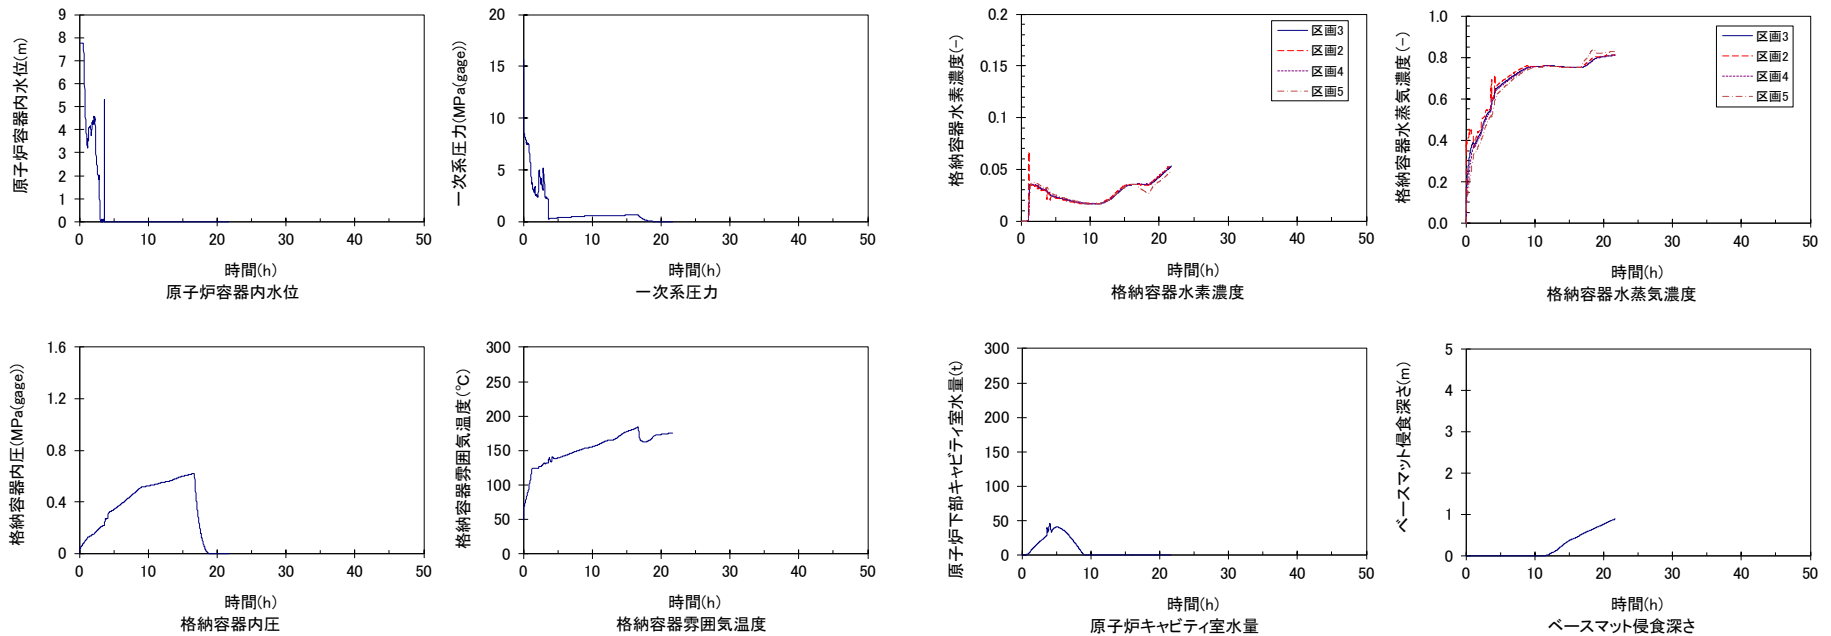 原子炉容器内水位(m)
9
8
7
6
5
4
3
2
1
0
0 10 20 30 40 50
時間(h)
原子炉容器内水位
一次系圧力(MPa(gage))
20
15
10
5
0
0 10 20 30 40 50
時間(h)
一次系圧力
格納容器水素濃度(-)
0.2
0.15
0.1
0.05
0
0 10 20 30 40 50
区画3
区画2
区画4
区画5
時間(h)
格納容器水素濃度
格納容器水蒸気濃度(-)
1.0
0.8
0.6
0.4
0.2
0.0
0 10 20 30 40 50
区画3
区画2
区画4
区画5
時間(h)
格納容器水蒸気濃度
格納容器内圧(MPa(gage))
1.6
1.2
0.8
0.4
0
0 10 20 30 40 50
時間(h)
格納容器内圧
格納容器雰囲気温度(℃)
300
250
200
150
100
50
0
0 10 20 30 40 50
時間(h)
格納容器雰囲気温度
原子炉下部キャビティ室水量(t)
300
250
200
150
100
50
0
0 10 20 30 40 50
時間(h)
原子炉キャビティ室水量
ベースマット侵食深さ(m)
5
4
3
2
1
0
0 10 20 30 40 50
時間(h)
ベースマット侵食深さ